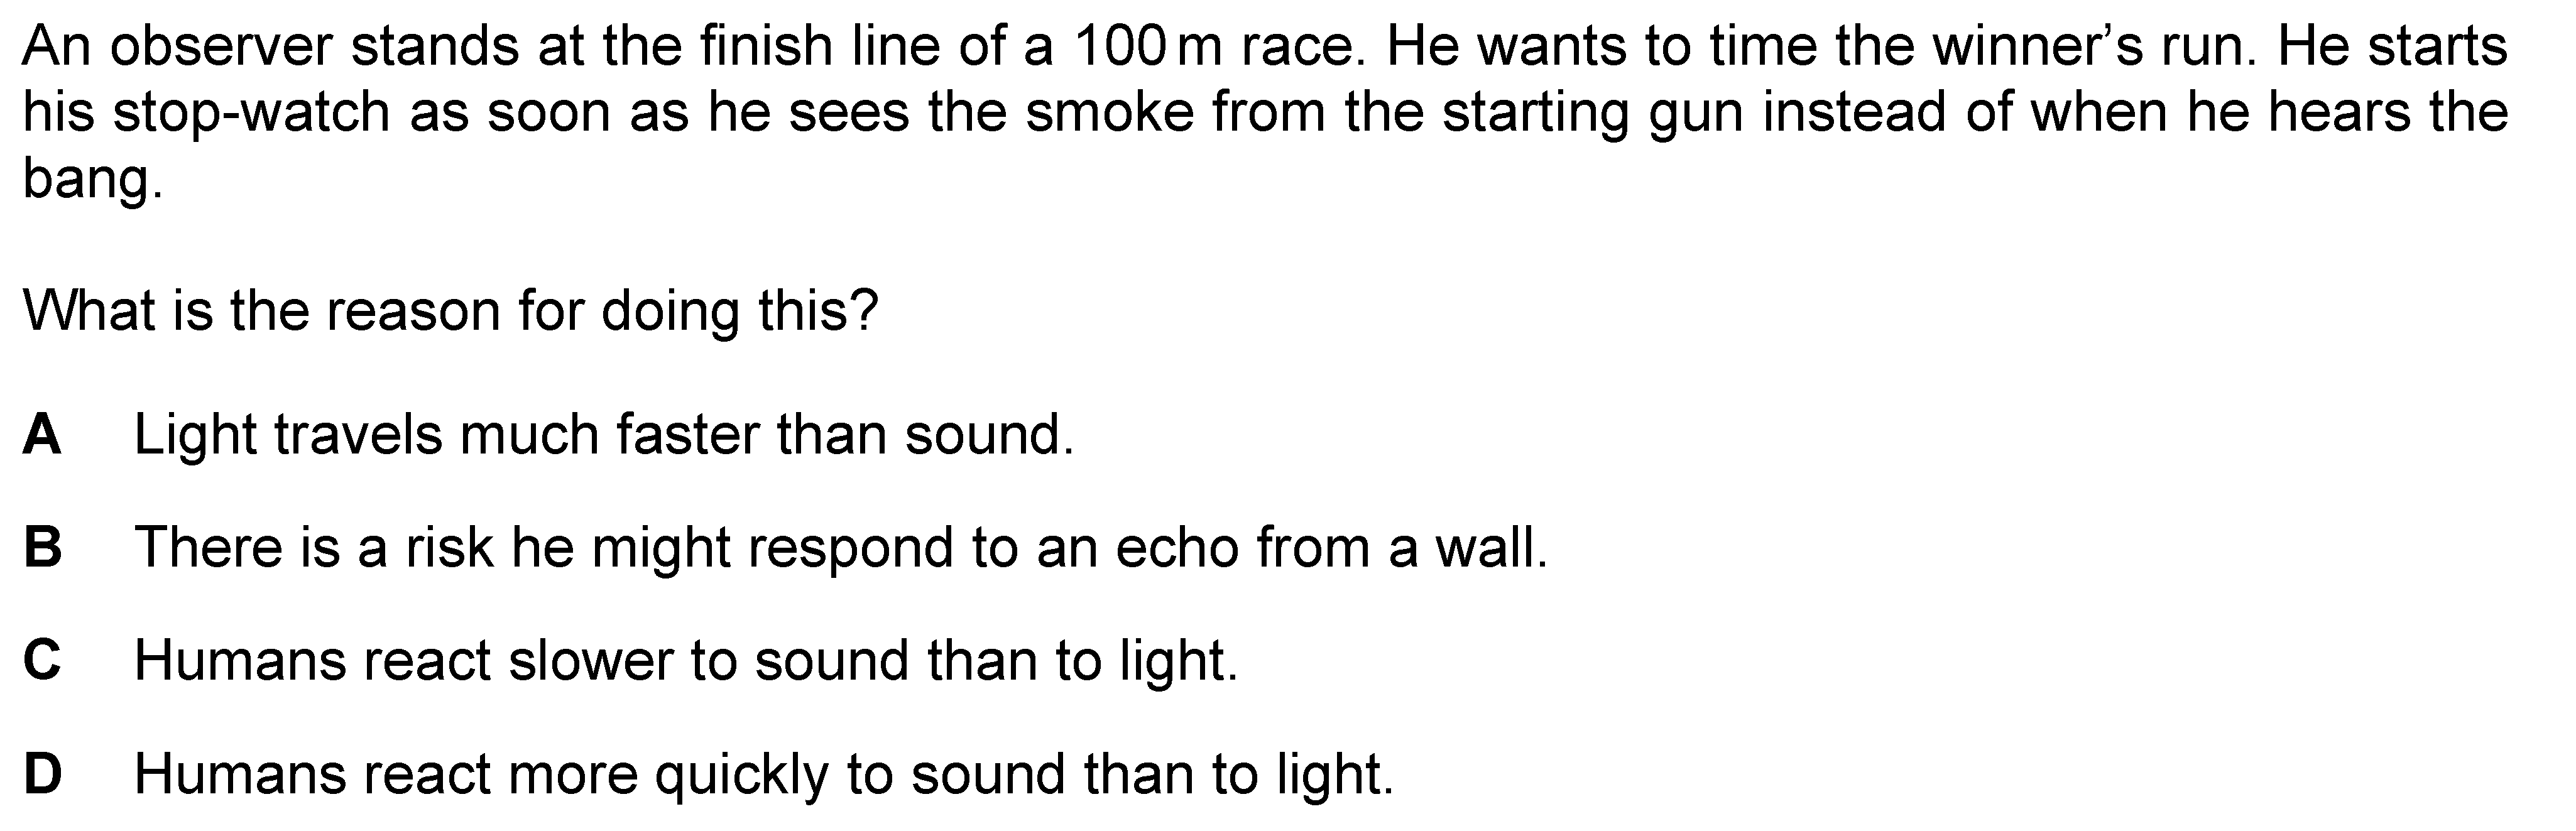 An observer stands at the finish line of a 100 m race. He wants to time the winner’s run. He starts
his stop-watch as soon as he sees the smoke from the starting gun instead of when he hears the
bang.
What is the reason for doing this?
A Light travels much faster than sound.
B There is a risk he might respond to an echo from a wall.
C Humans react slower to sound than to light.
D Humans react more quickly to sound than to light.